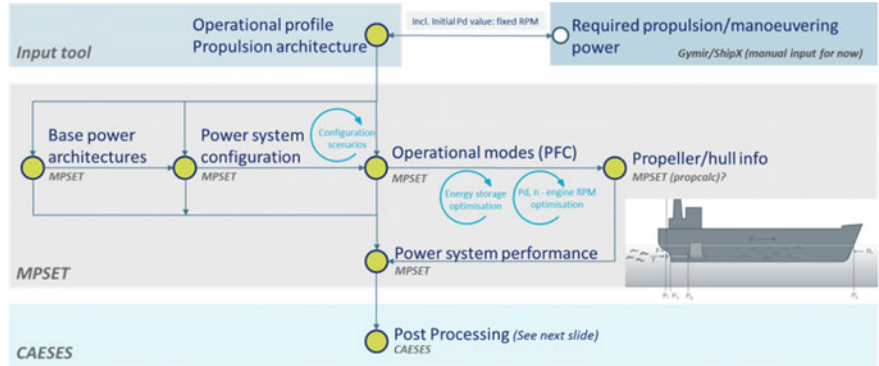 Operational profile
Propulsion architecture
Input tool
Incl. Initial Pd value: fixed RPM
Required propulsion/manoeuvering
power
Gymir/ShipX (manual input for now)
Base power
architectures
MPSET
Power system
configuration
MPSET
Configuration
scenarios
Operational modes (PFC)
MPSET
Energy storage
optimisation
Pd, n - engine RPM
optimisation
Propeller/hull info
MPSET (propcalc)?
Power system performance
MPSET
MPSET
Post Processing (See next slide)
CAESES
CAESES